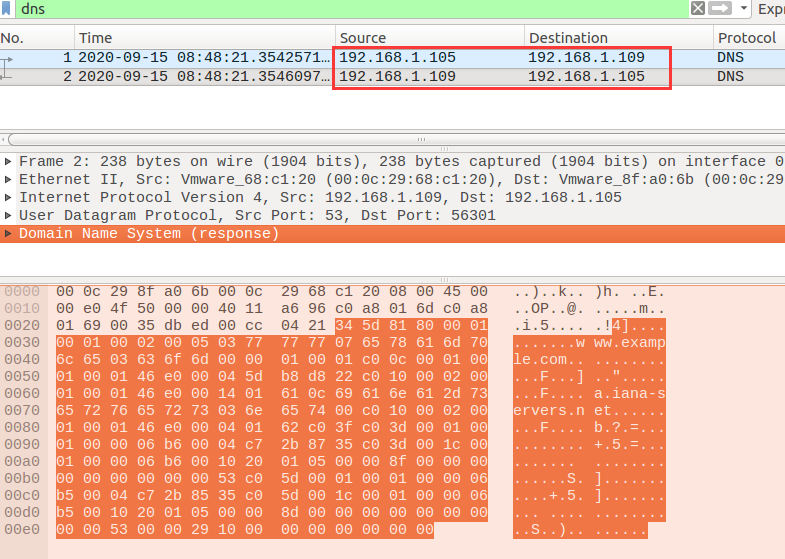 dns
Expr
No. Time Source Destination Protocol
1 2020-09-15 08:48:21.3542571… 192.168.1.105 192.168.1.109 DNS
2 2020-09-15 08:48:21.3546097… 192.168.1.109 192.168.1.105 DNS
Frame 2: 238 bytes on wire (1904 bits), 238 bytes captured (1904 bits) on interface 0
Ethernet II, Src: Vmware_68:c1:20 (00:0c:29:68:c1:20), Dst: Vmware_8f:a0:6b (00:0c:29
Internet Protocol Version 4, Src: 192.168.1.109, Dst: 192.168.1.105
User Datagram Protocol, Src Port: 53, Dst Port: 56301
Domain Name System (response)
0000 00 0c 29 8f a0 6b 00 0c 29 68 c1 20 08 00 45 00 ..)..k.. )h. ..E.
0010 00 e0 4f 50 00 00 40 11 a6 96 c0 a8 01 6d c0 a8 ..OP..@. .....m..
0020 01 69 00 35 db ed 00 cc 04 21 34 5d 81 80 00 01 .i.5.... .!4]....
0030 00 01 00 02 00 05 03 77 77 77 07 65 78 61 6d 70 .......w ww.examp
0040 6c 65 03 63 6f 6d 00 00 01 00 01 c0 0c 00 01 00 le.com.. ........
0050 01 00 01 46 e0 00 04 5d b8 d8 22 c0 10 00 02 00 ...F...] ..".....
0060 01 00 01 46 e0 00 14 01 61 0c 69 61 6e 61 2d 73 ...F.... a.iana-s
0070 65 72 76 65 72 73 03 6e 65 74 00 c0 10 00 02 00 ervers.n et......
0080 01 00 01 46 e0 00 04 01 62 c0 3f c0 3d 00 01 00 ...F.... b.?.=...
0090 01 00 00 06 b6 00 04 c7 2b 87 35 c0 3d 00 1c 00 ........ +.5.=...
00a0 01 00 00 06 b6 00 10 20 01 05 00 00 8f 00 00 00 ....... ........
00b0 00 00 00 00 00 00 53 c0 5d 00 01 00 01 00 00 06 ......S. ].......
00c0 b5 00 04 c7 2b 85 35 c0 5d 00 1c 00 01 00 00 06 ....+.5. ].......
00d0 b5 00 10 20 01 05 00 00 8d 00 00 00 00 00 00 00 ... .... ........
00e0 00 00 53 00 00 29 10 00 00 00 00 00 00 00 ..S..).. ......